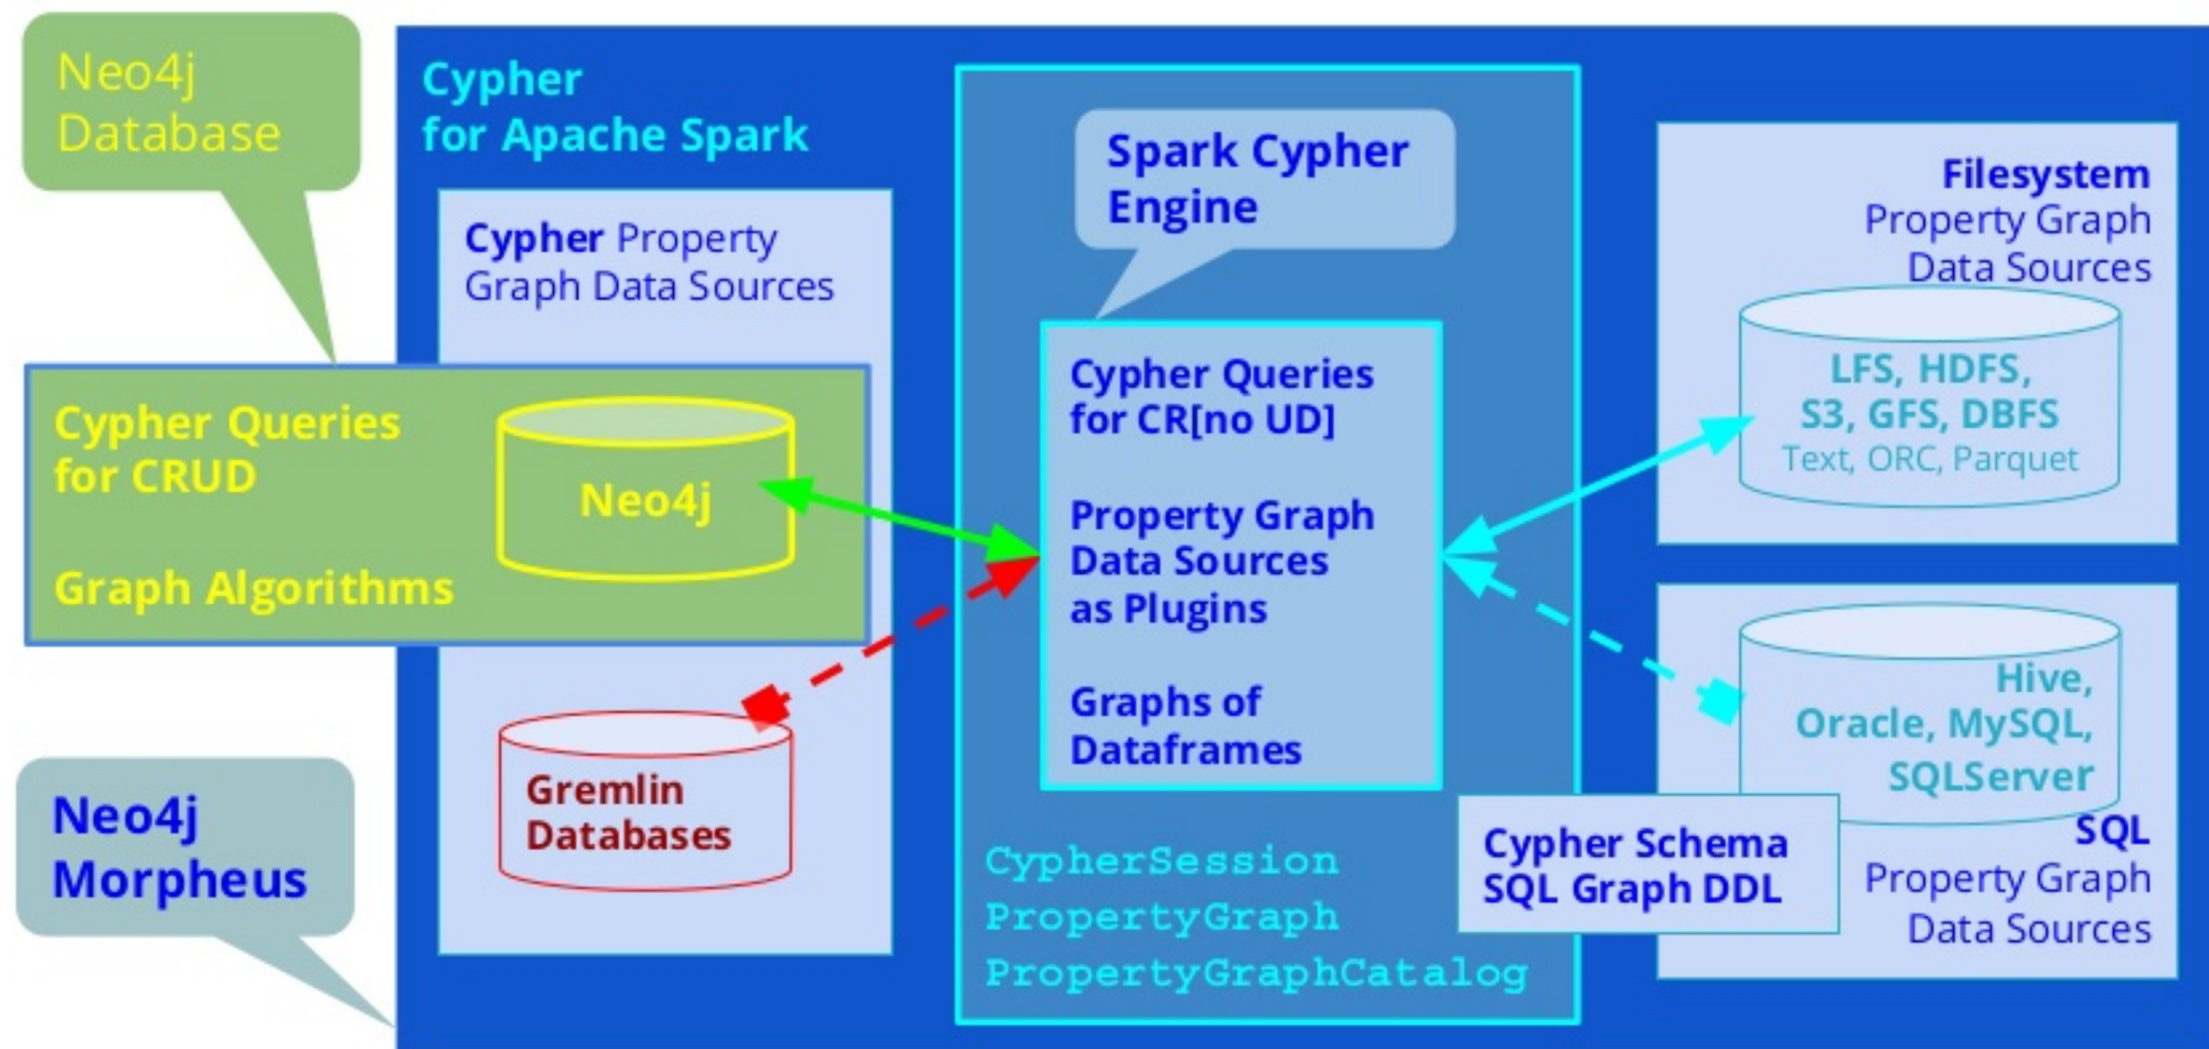 Neo4j
Database
Cypher
for Apache Spark
Cypher Property
Graph Data Sources
Cypher Queries
for CRUD
Graph Algorithms
Neo4j
Gremlin
Databases
Neo4j
Morpheus
Spark Cypher
Engine
Cypher Queries
for CR[no UD]
Property Graph
Data Sources
as Plugins
Graphs of
Dataframes
CypherSession
PropertyGraph
PropertyGraphCatalog
Filesystem
Property Graph
Data Sources
LFS, HDFS,
S3, GFS, DBFS
Text, ORC, Parquet
Hive,
Oracle, MySQL,
SQLServer
Cypher Schema
SQL Graph DDL
SQL
Property Graph
Data Sources